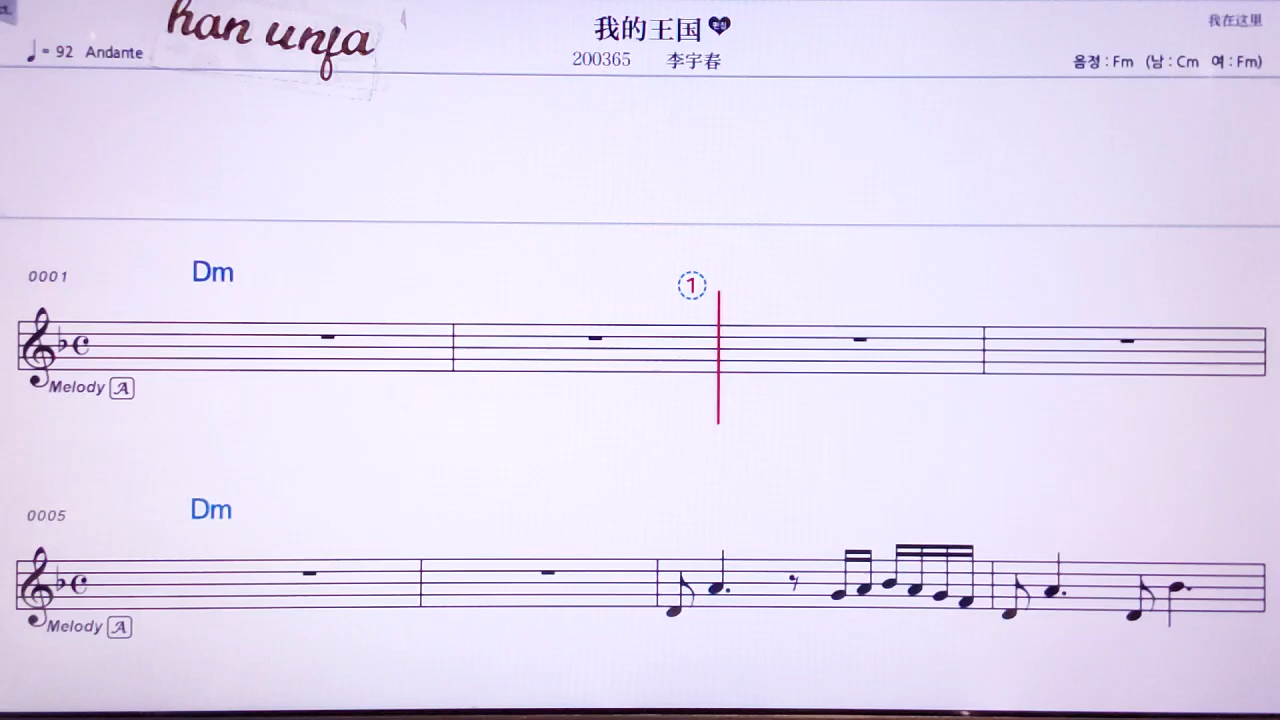 han unfa
我的王国
我在这里
♩= 92 Andante
200365 李宇春
음정 : Fm (남 : Cm 여 : Fm)
0001 Dm
1
Melody A
0005 Dm
Melody A